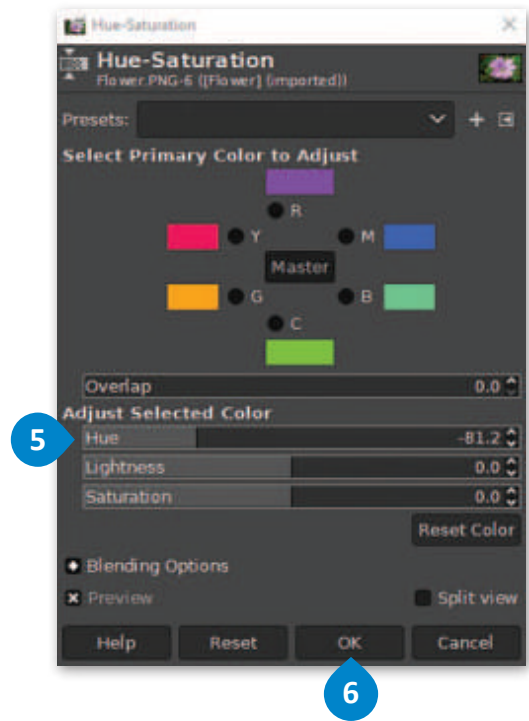 Hue-Saturation
Hue-Saturation
Flower.PNG-6 ([Flower] (imported))
Presets:
Select Primary Color to Adjust
R
Y
M
Master
G
B
C
Overlap 0.0
Adjust Selected Color
5
Hue -81.2
Lightness 0.0
Saturation 0.0
Reset Color
Blending Options
Preview Split view
Help Reset OK Cancel
6